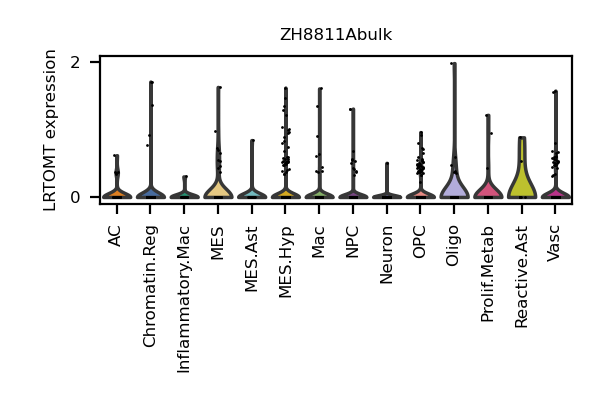 ZH8811Abulk
LRTOMT expression
2
0
AC
Chromatin.Reg
Inflammatory.Mac
MES
MES.Ast
MES.Hyp
Mac
NPC
Neuron
OPC
Oligo
Prolif.Metab
Reactive.Ast
Vasc